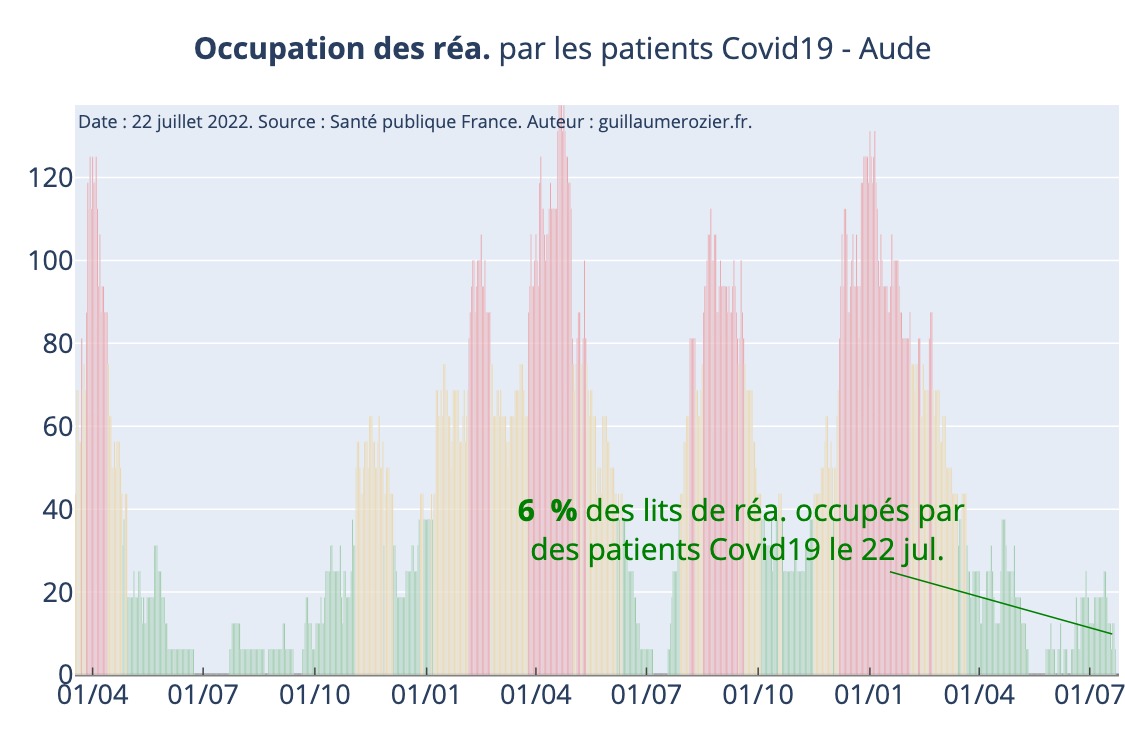 Occupation des réa. par les patients Covid19 - Aude
Date : 22 juillet 2022. Source : Santé publique France. Auteur : guillaumerozier.fr.
120
100
80
60
40
20
0
6 % des lits de réa. occupés par
des patients Covid19 le 22 jul.
01/04 01/07 01/10 01/01 01/04 01/07 01/10 01/01 01/04 01/07